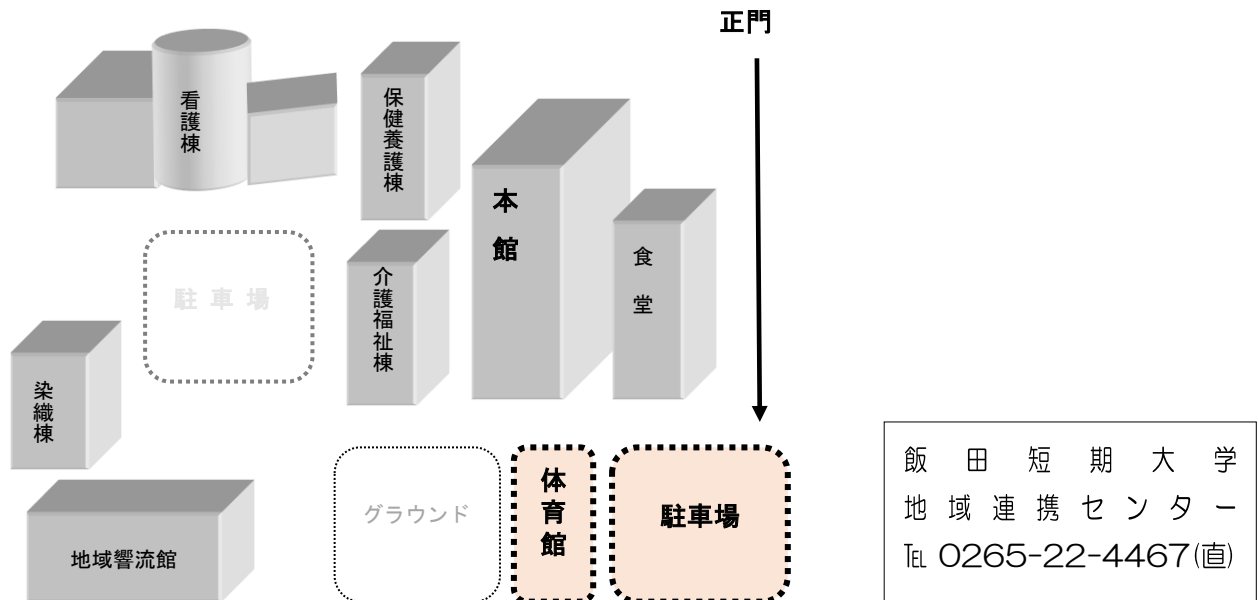 正門
看護棟
保健養護棟
本館
食堂
駐車場
介護福祉棟
染織棟
グラウンド
体育館
駐車場
地域響流館
飯田短期大学
地域連携センター
℡ 0265-22-4467(直)